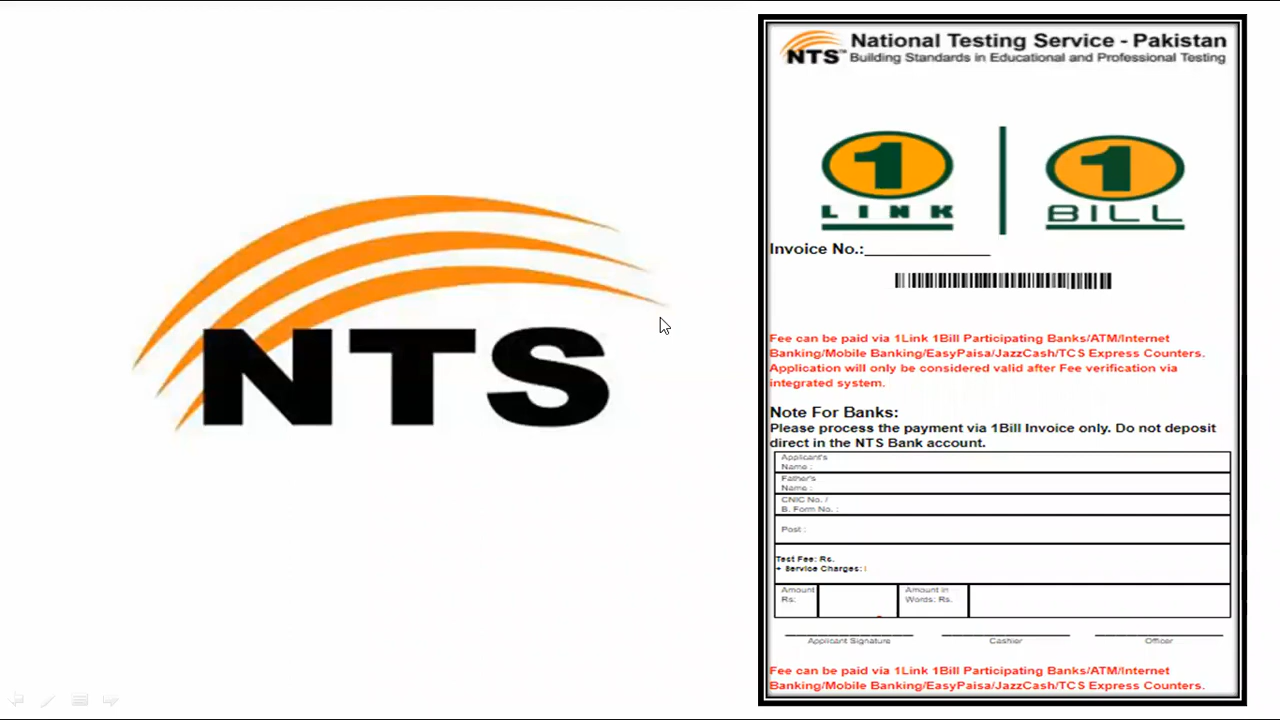 NTS
NTS™
National Testing Service - Pakistan
Building Standards in Educational and Professional Testing
1
LINK
1
BILL
Invoice No.:______________
Fee can be paid via 1Link 1Bill Participating Banks/ATM/Internet
Banking/Mobile Banking/EasyPaisa/JazzCash/TCS Express Counters.
Application will only be considered valid after Fee verification via
integrated system.
Note For Banks:
Please process the payment via 1Bill Invoice only. Do not deposit
direct in the NTS Bank account.
Applicant's
Name :
Father's
Name :
CNIC No. /
B. Form No. :
Post :
Test Fee: Rs.
+ Service Charges:
Amount
Rs:
Amount in
Words: Rs.
Applicant Signature
Cashier
Officer
Fee can be paid via 1Link 1Bill Participating Banks/ATM/Internet
Banking/Mobile Banking/EasyPaisa/JazzCash/TCS Express Counters.